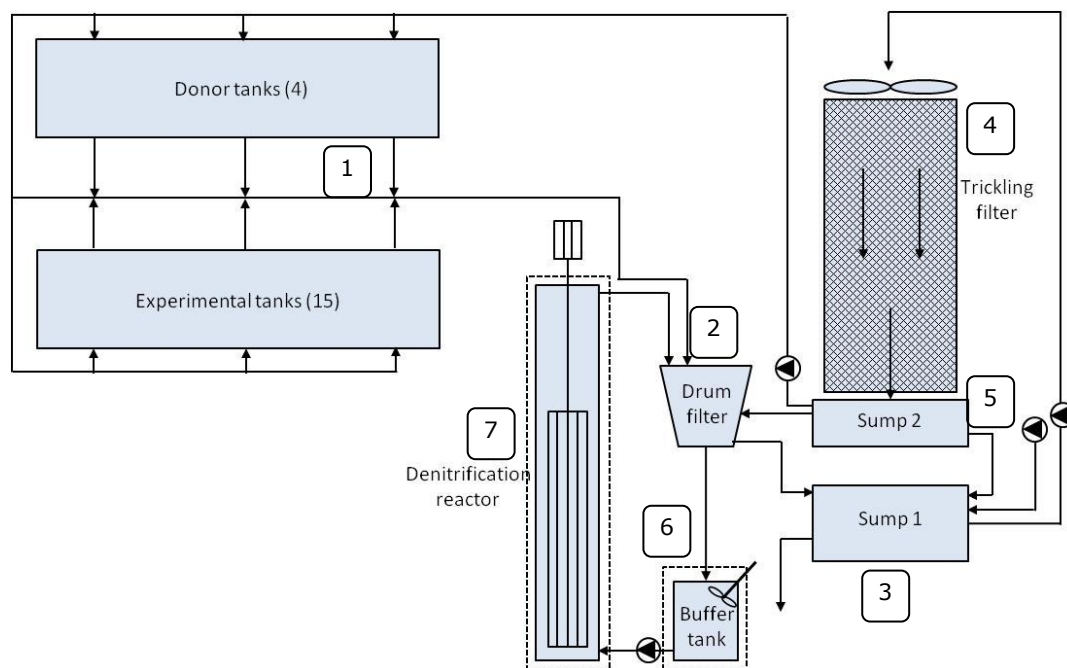 Donor tanks (4)
1
Experimental tanks (15)
4
Trickling
filter
2
Drum
filter
5
Sump 2
7
Denitrification
reactor
6
Sump 1
3
Buffer
tank